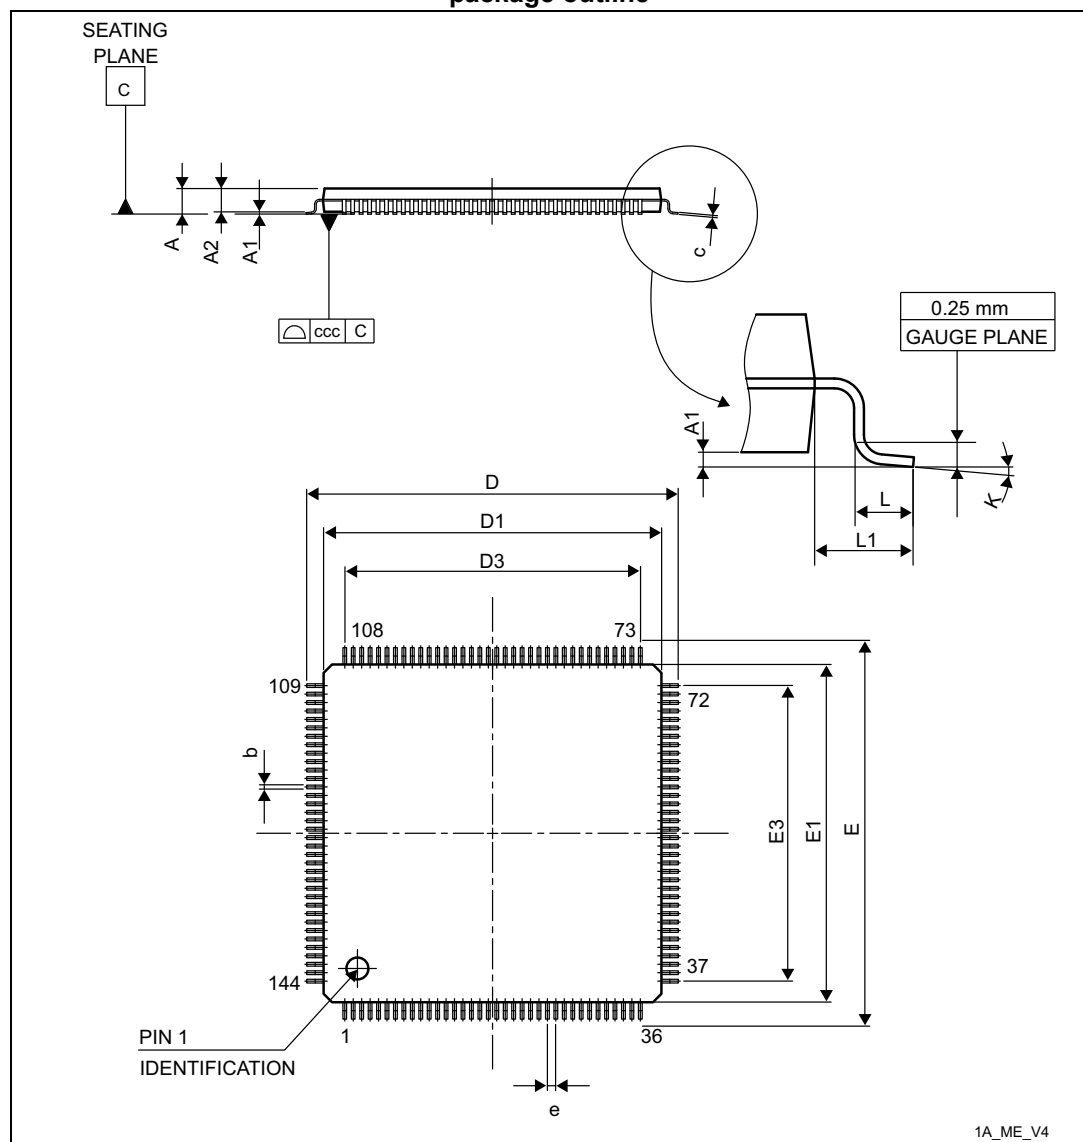 package outline
SEATING
PLANE
C
A
A2
A1
c
ccc C
0.25 mm
GAUGE PLANE
A1
K
L
L1
D
D1
D3
108
73
109
72
b
E3
E1
E
144
37
PIN 1
IDENTIFICATION
1
36
e
1A_ME_V4